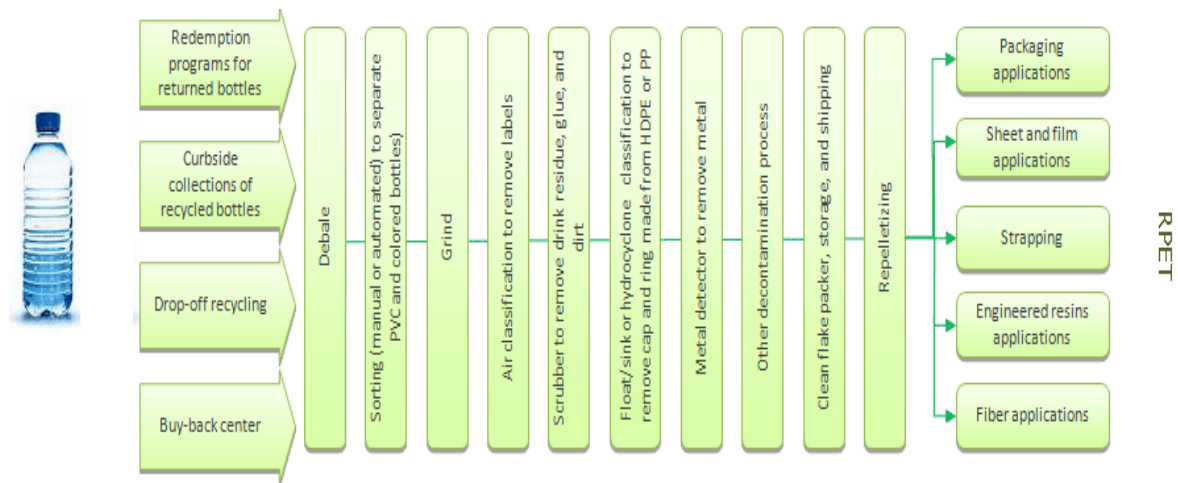 Redemption
programs for
returned bottles
Curbside
collections of
recycled bottles
Drop-off recycling
Buy-back center
Debale
Sorting (manual or automated) to separate
PVC and colored bottles)
Grind
Air classification to remove labels
Scrubber to remove drink residue, glue, and
dirt
Float/sink or hydrocyclone classification to
remove cap and ring made from HDPE or PP
Metal detector to remove metal
Other decontamination process
Clean flake packer, storage, and shipping
Repelletizing
Packaging
applications
Sheet and film
applications
Strapping
Engineered resins
applications
Fiber applications
RPET